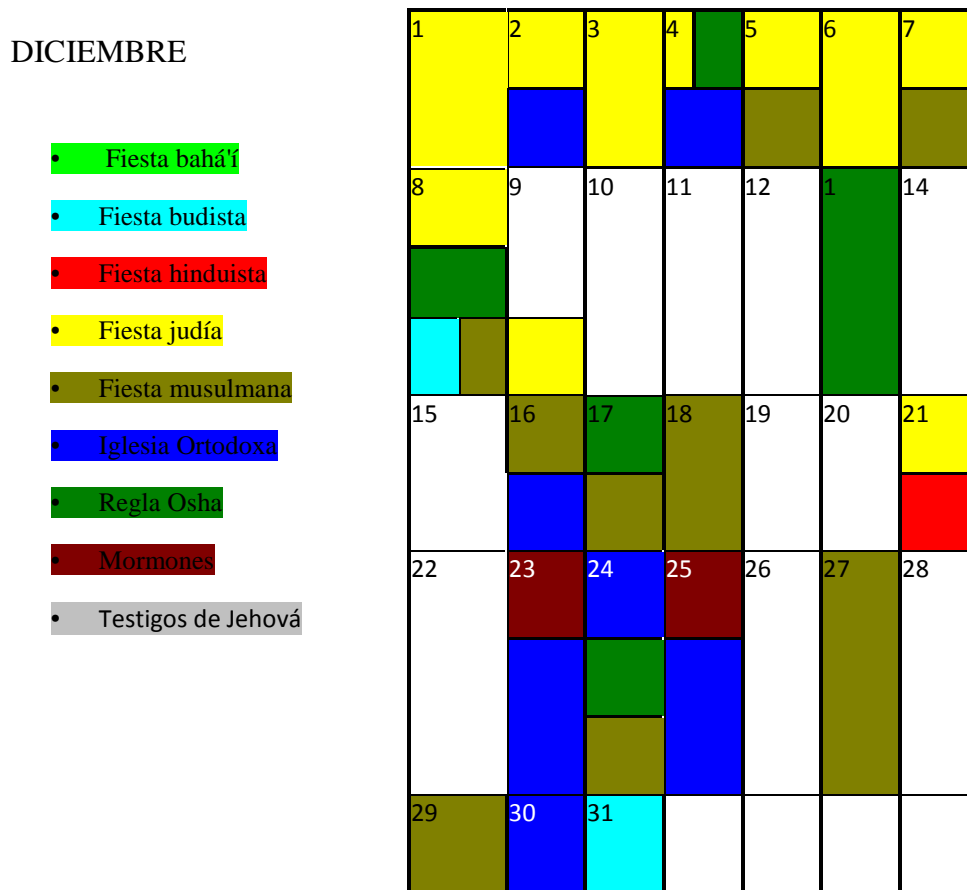 DICIEMBRE
• Fiesta bahá'í
• Fiesta budista
• Fiesta hinduista
• Fiesta judía
• Fiesta musulmana
• Iglesia Ortodoxa
• Regla Osha
• Mormones
• Testigos de Jehová
1 2 3 4 5 6 7
8 9 10 11 12 1 14
15 16 17 18 19 20 21
22 23 24 25 26 27 28
29 30 31